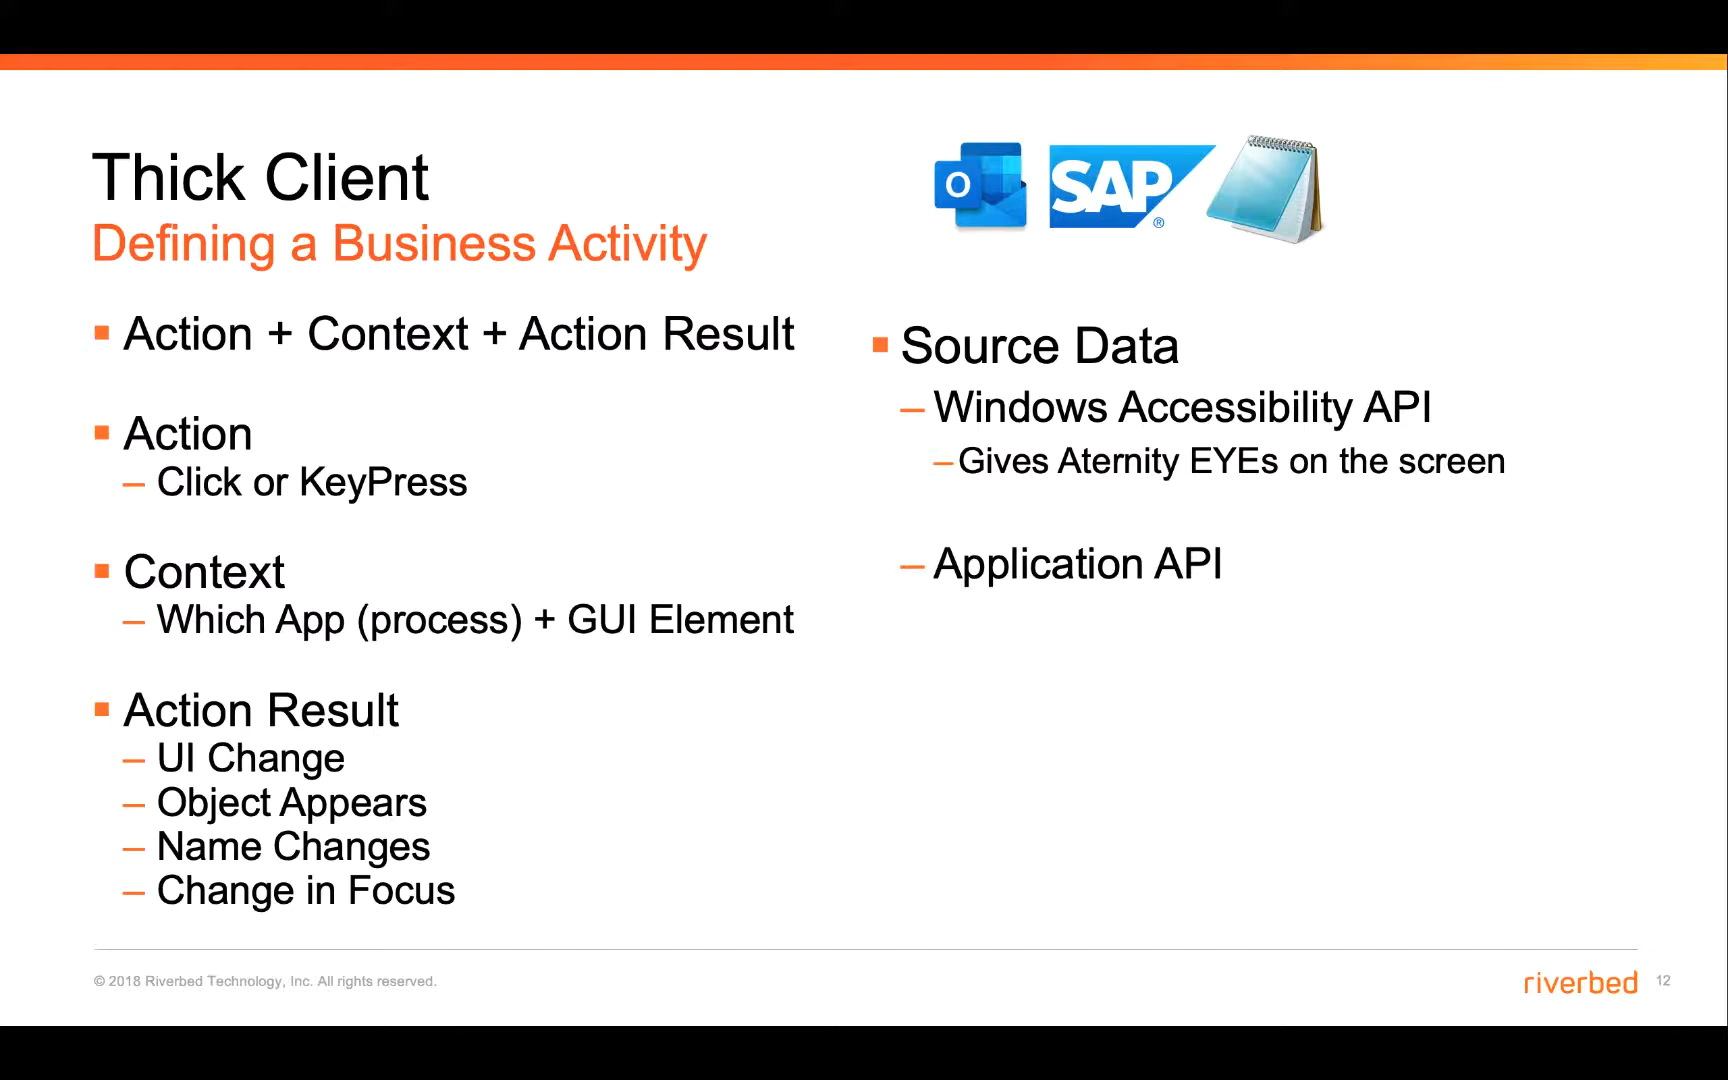 Thick Client
Defining a Business Activity
O
SAP
®
▪ Action + Context + Action Result
▪ Action
– Click or KeyPress
▪ Context
– Which App (process) + GUI Element
▪ Action Result
– UI Change
– Object Appears
– Name Changes
– Change in Focus
▪ Source Data
– Windows Accessibility API
– Gives Aternity EYEs on the screen
– Application API
© 2018 Riverbed Technology, Inc. All rights reserved.
riverbed
12